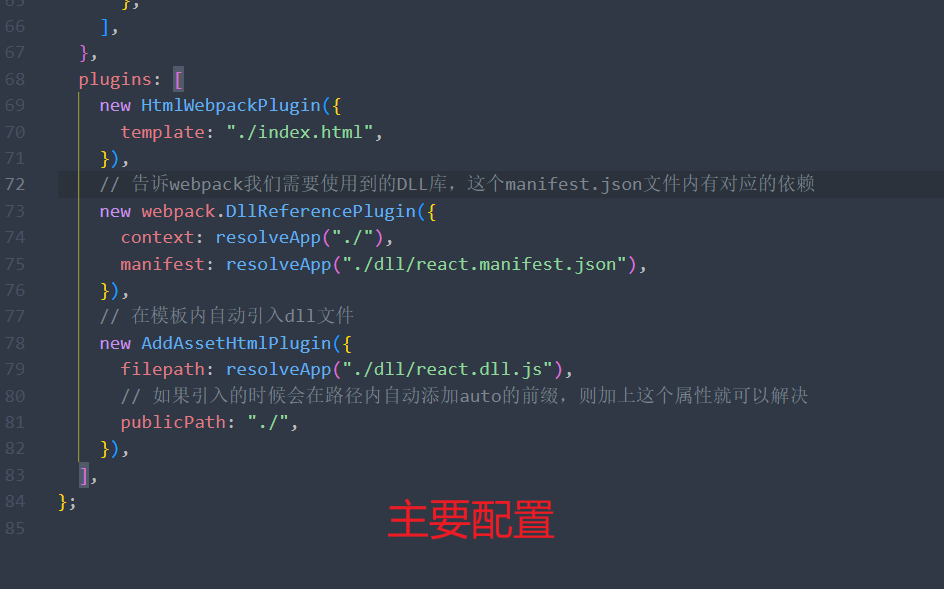 65 },
66 ],
67 },
68 plugins: [
69 new HtmlWebpackPlugin({
70 template: "./index.html",
71 }),
72 // 告诉webpack我们需要使用到的DLL库，这个manifest.json文件内有对应的依赖
73 new webpack.DllReferencePlugin({
74 context: resolveApp("./"),
75 manifest: resolveApp("./dll/react.manifest.json"),
76 }),
77 // 在模板内自动引入dll文件
78 new AddAssetHtmlPlugin({
79 filepath: resolveApp("./dll/react.dll.js"),
80 // 如果引入的时候会在路径内自动添加auto的前缀，则加上这个属性就可以解决
81 publicPath: "./",
82 }),
83 ],
84 };
85
主要配置